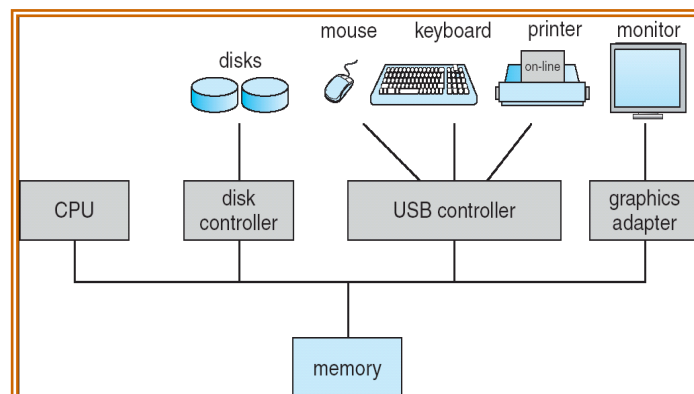 mouse
keyboard
printer
monitor
disks
on-line
CPU
disk
controller
USB controller
graphics
adapter
memory